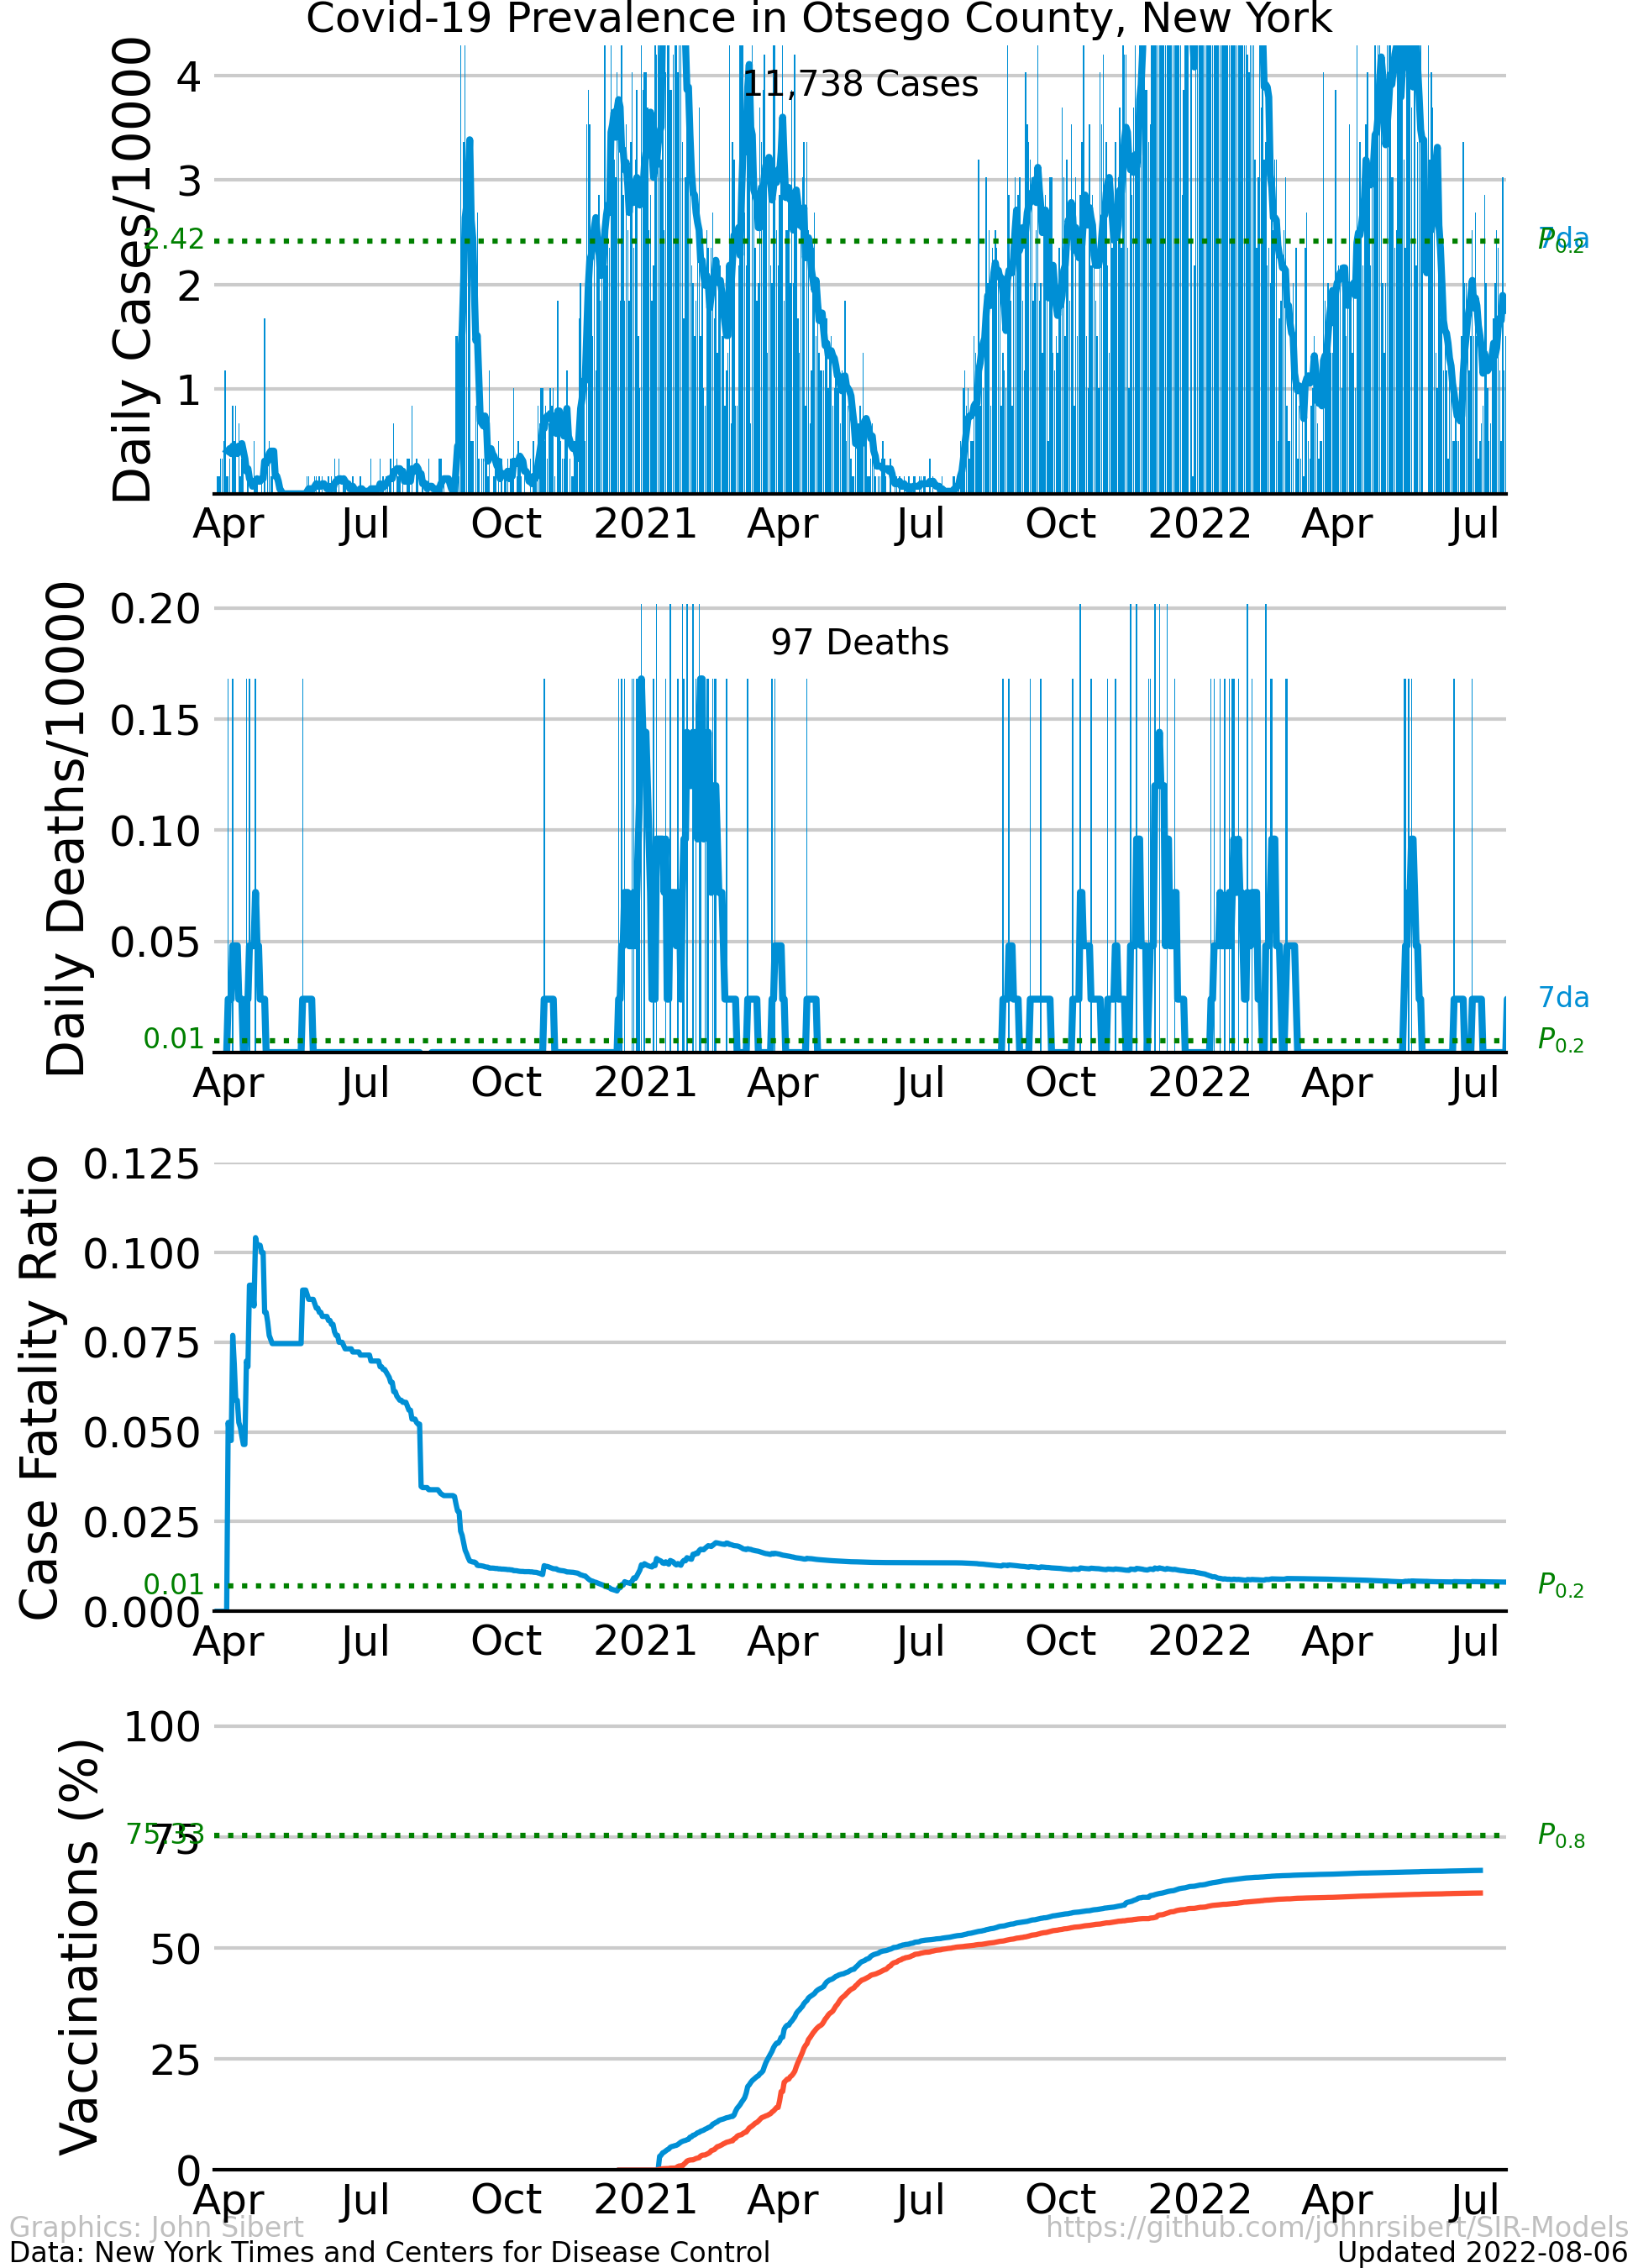 Covid-19 Prevalence in Otsego County, New York
Daily Cases/10000
4
3
2
1
2.42
11,738 Cases
7da
P0.2
Apr Jul Oct 2021 Apr Jul Oct 2022 Apr Jul
Daily Deaths/10000
0.20
0.15
0.10
0.05
0.01
97 Deaths
7da
P0.2
Apr Jul Oct 2021 Apr Jul Oct 2022 Apr Jul
Case Fatality Ratio
0.125
0.100
0.075
0.050
0.025
0.01
0.000
P0.2
Apr Jul Oct 2021 Apr Jul Oct 2022 Apr Jul
Vaccinations (%)
100
75.33
75
50
25
0
P0.8
Apr Jul Oct 2021 Apr Jul Oct 2022 Apr Jul
Graphics: John Sibert https://github.com/johnrsibert/SIR-Models
Data: New York Times and Centers for Disease Control Updated 2022-08-06